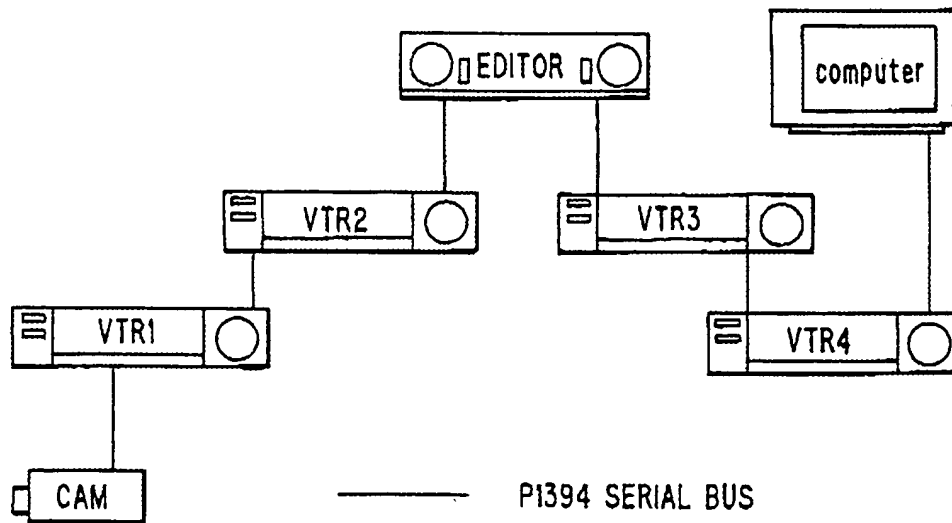 EDITOR
computer
VTR2
VTR3
VTR1
VTR4
CAM
P1394 SERIAL BUS